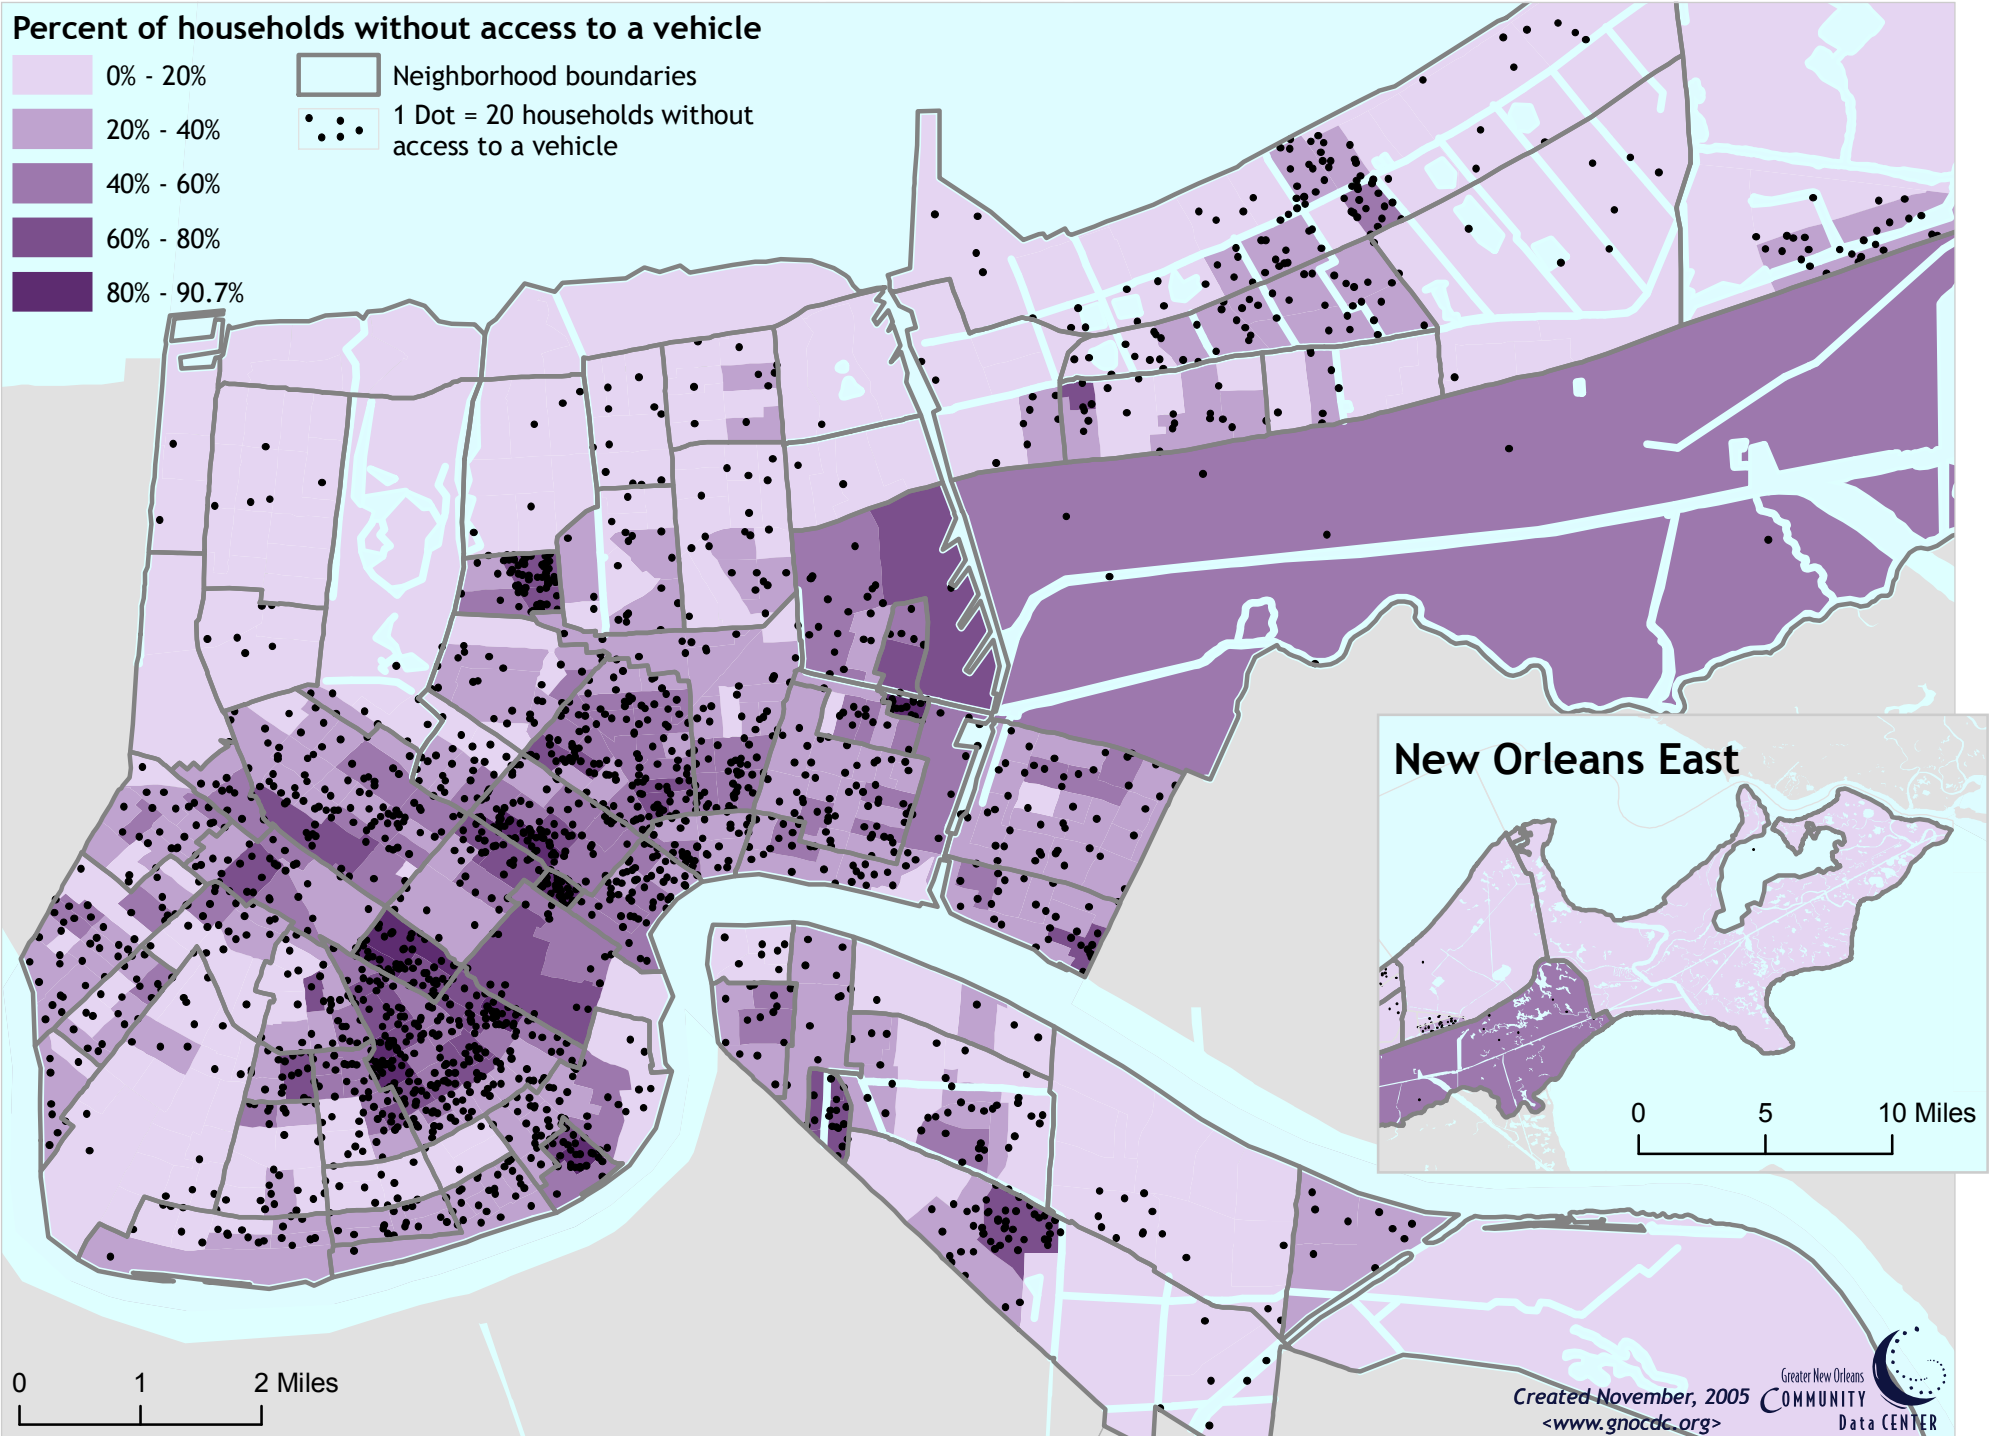 Percent of households without access to a vehicle
0% - 20%
20% - 40%
40% - 60%
60% - 80%
80% - 90.7%
Neighborhood boundaries
1 Dot = 20 households without
access to a vehicle
New Orleans East
0 5 10 Miles
0 1 2 Miles
Created November, 2005
<www.gnocdc.org>
Greater New Orleans
COMMUNITY
Data CENTER